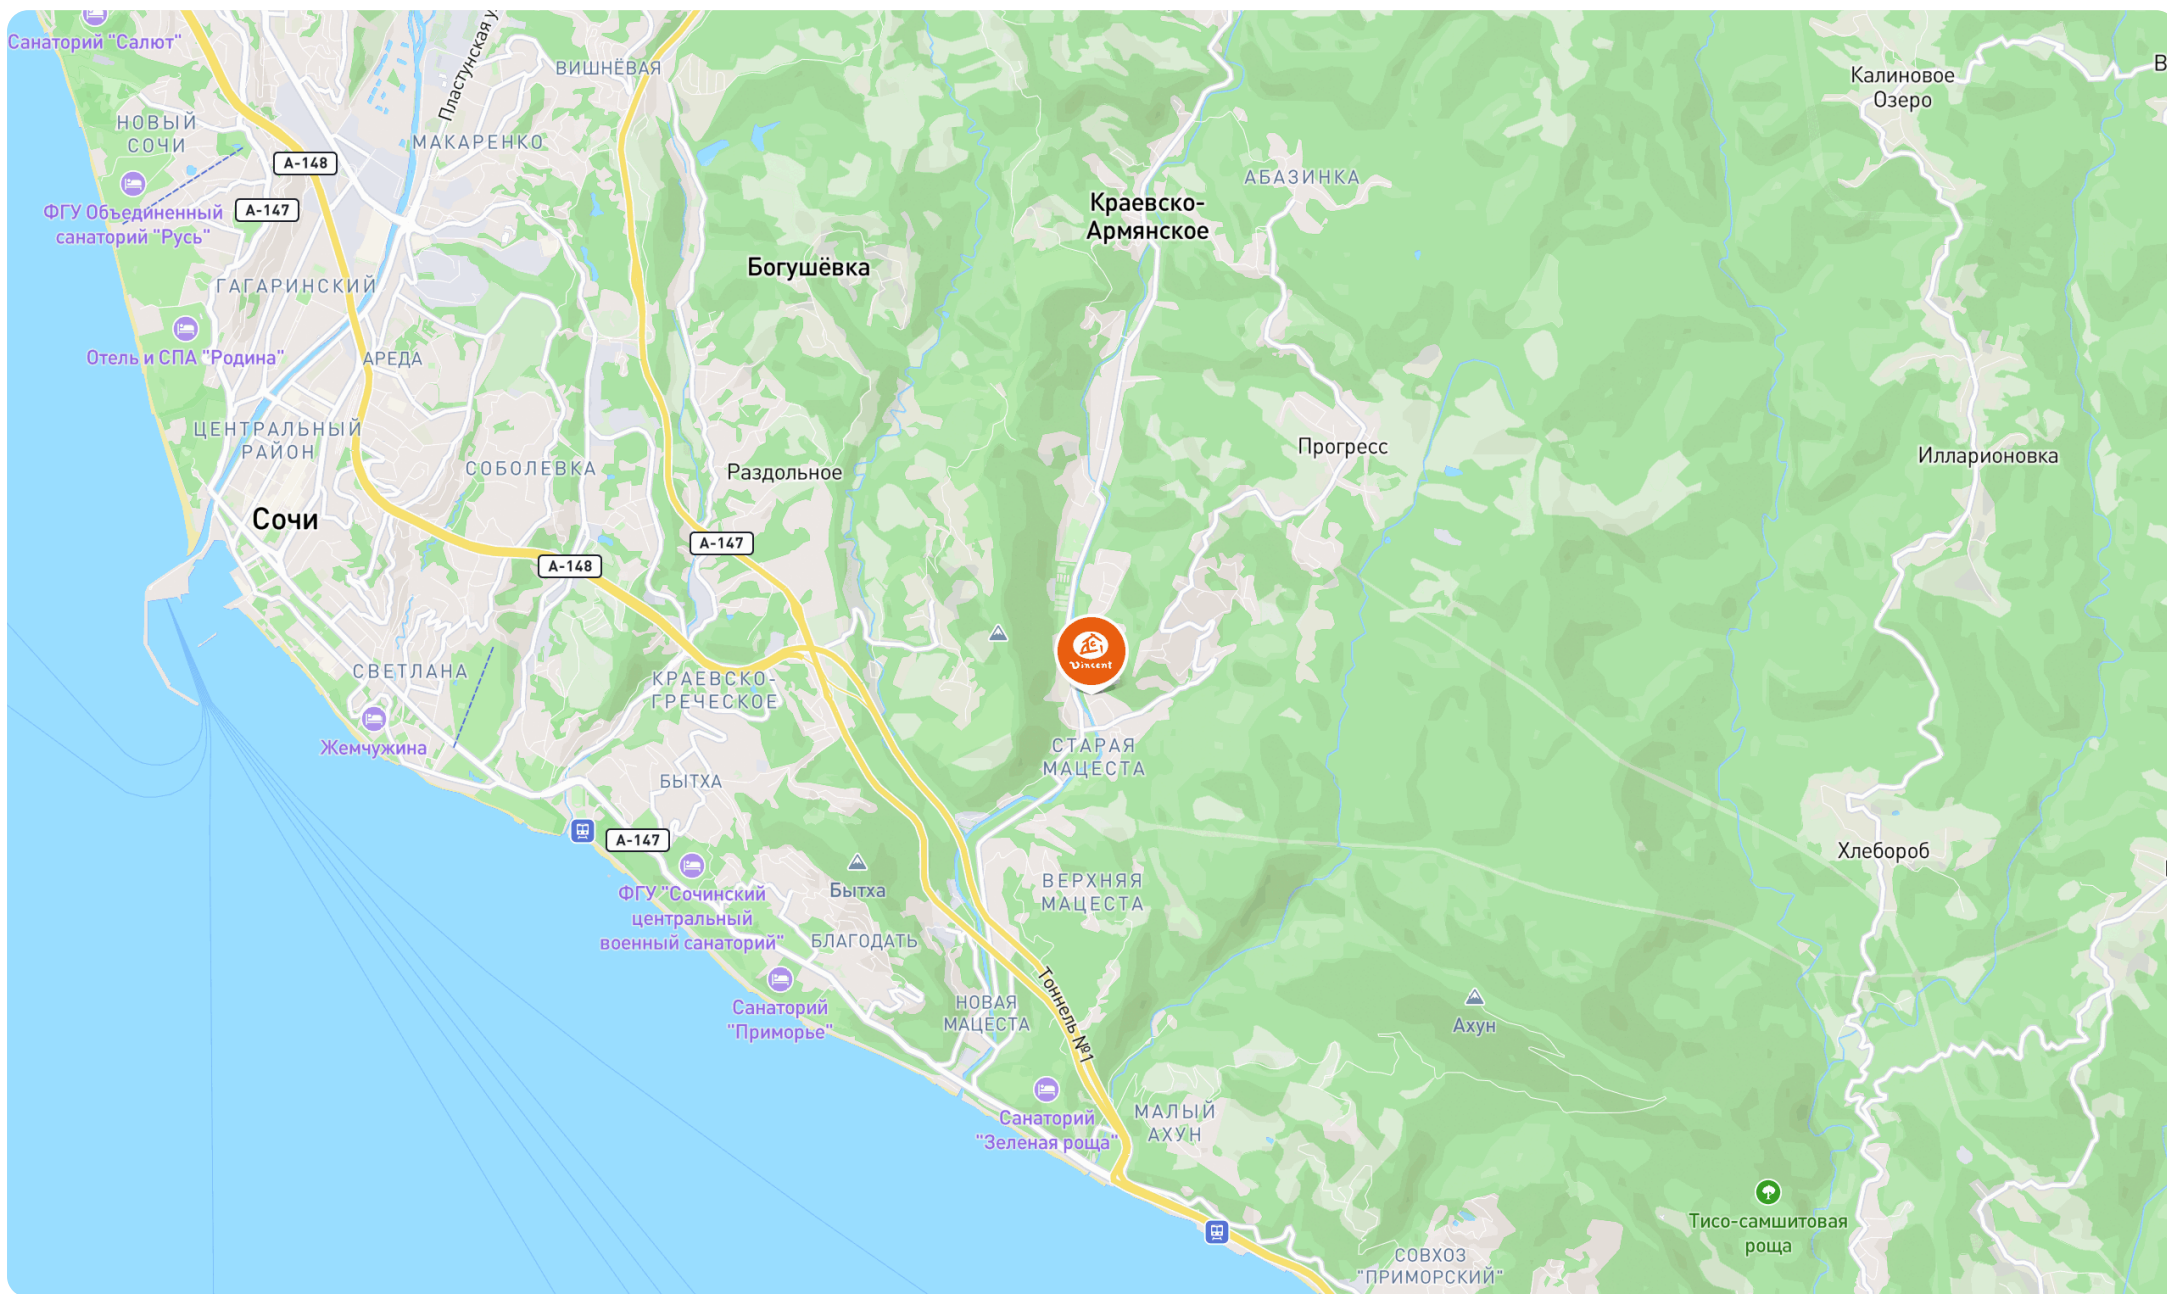 Санаторий "Салют"
Пластунская у
ВИШНЁВАЯ
Калиновое
Озеро
В
НОВЫЙ
СОЧИ
МАКАРЕНКО
А-148
А-147
ФГУ Объединенный
санаторий "Русь"
АБАЗИНКА
Краевско-
Армянское
Богушёвка
ГАГАРИНСКИЙ
Отель и СПА "Родина"
АРЕДА
ЦЕНТРАЛЬНЫЙ
РАЙОН
СОБОЛЕВКА
Раздольное
Прогресс
Илларионовка
Сочи
А-147
А-148
Vincent
СВЕТЛАНА
КРАЕВСКО-
ГРЕЧЕСКОЕ
Жемчужина
СТАРАЯ
МАЦЕСТА
БЫТХА
А-147
Хлебороб
Бытха
ФГУ "Сочинский
центральный
военный санаторий"
ВЕРХНЯЯ
МАЦЕСТА
БЛАГОДАТЬ
Санаторий
"Приморье"
НОВАЯ
МАЦЕСТА
Тоннель №1
Ахун
Санаторий
"Зеленая роща"
МАЛЫЙ
АХУН
Тисо-самшитовая
роща
СОВХОЗ
"ПРИМОРСКИЙ"